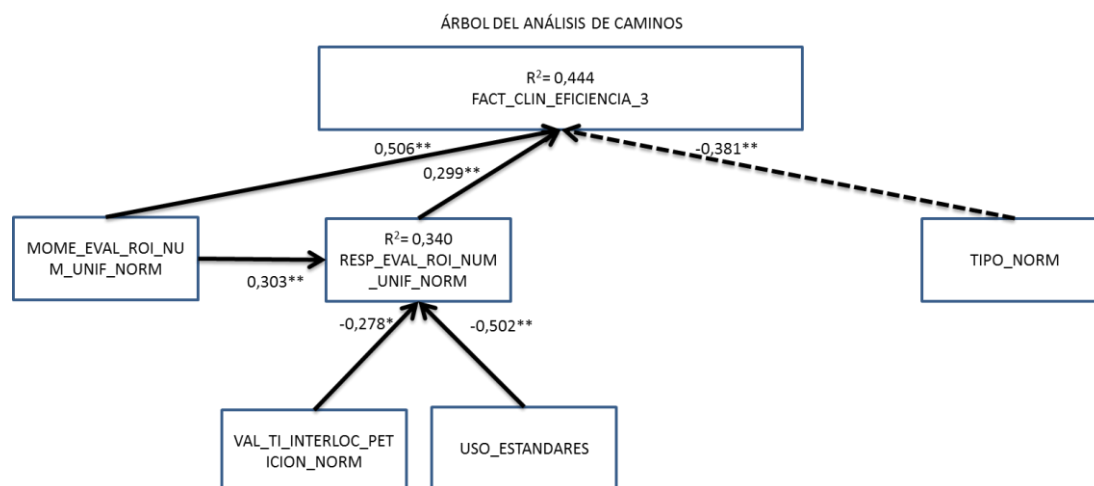 ÁRBOL DEL ANÁLISIS DE CAMINOS
R²= 0,444
FACT_CLIN_EFICIENCIA_3
0,506**
0,299**
-0,381**
MOME_EVAL_ROI_NU
M_UNIF_NORM
0,303**
R²= 0,340
RESP_EVAL_ROI_NUM
_UNIF_NORM
TIPO_NORM
-0,278*
-0,502**
VAL_TI_INTERLOC_PET
ICION_NORM
USO_ESTANDARES